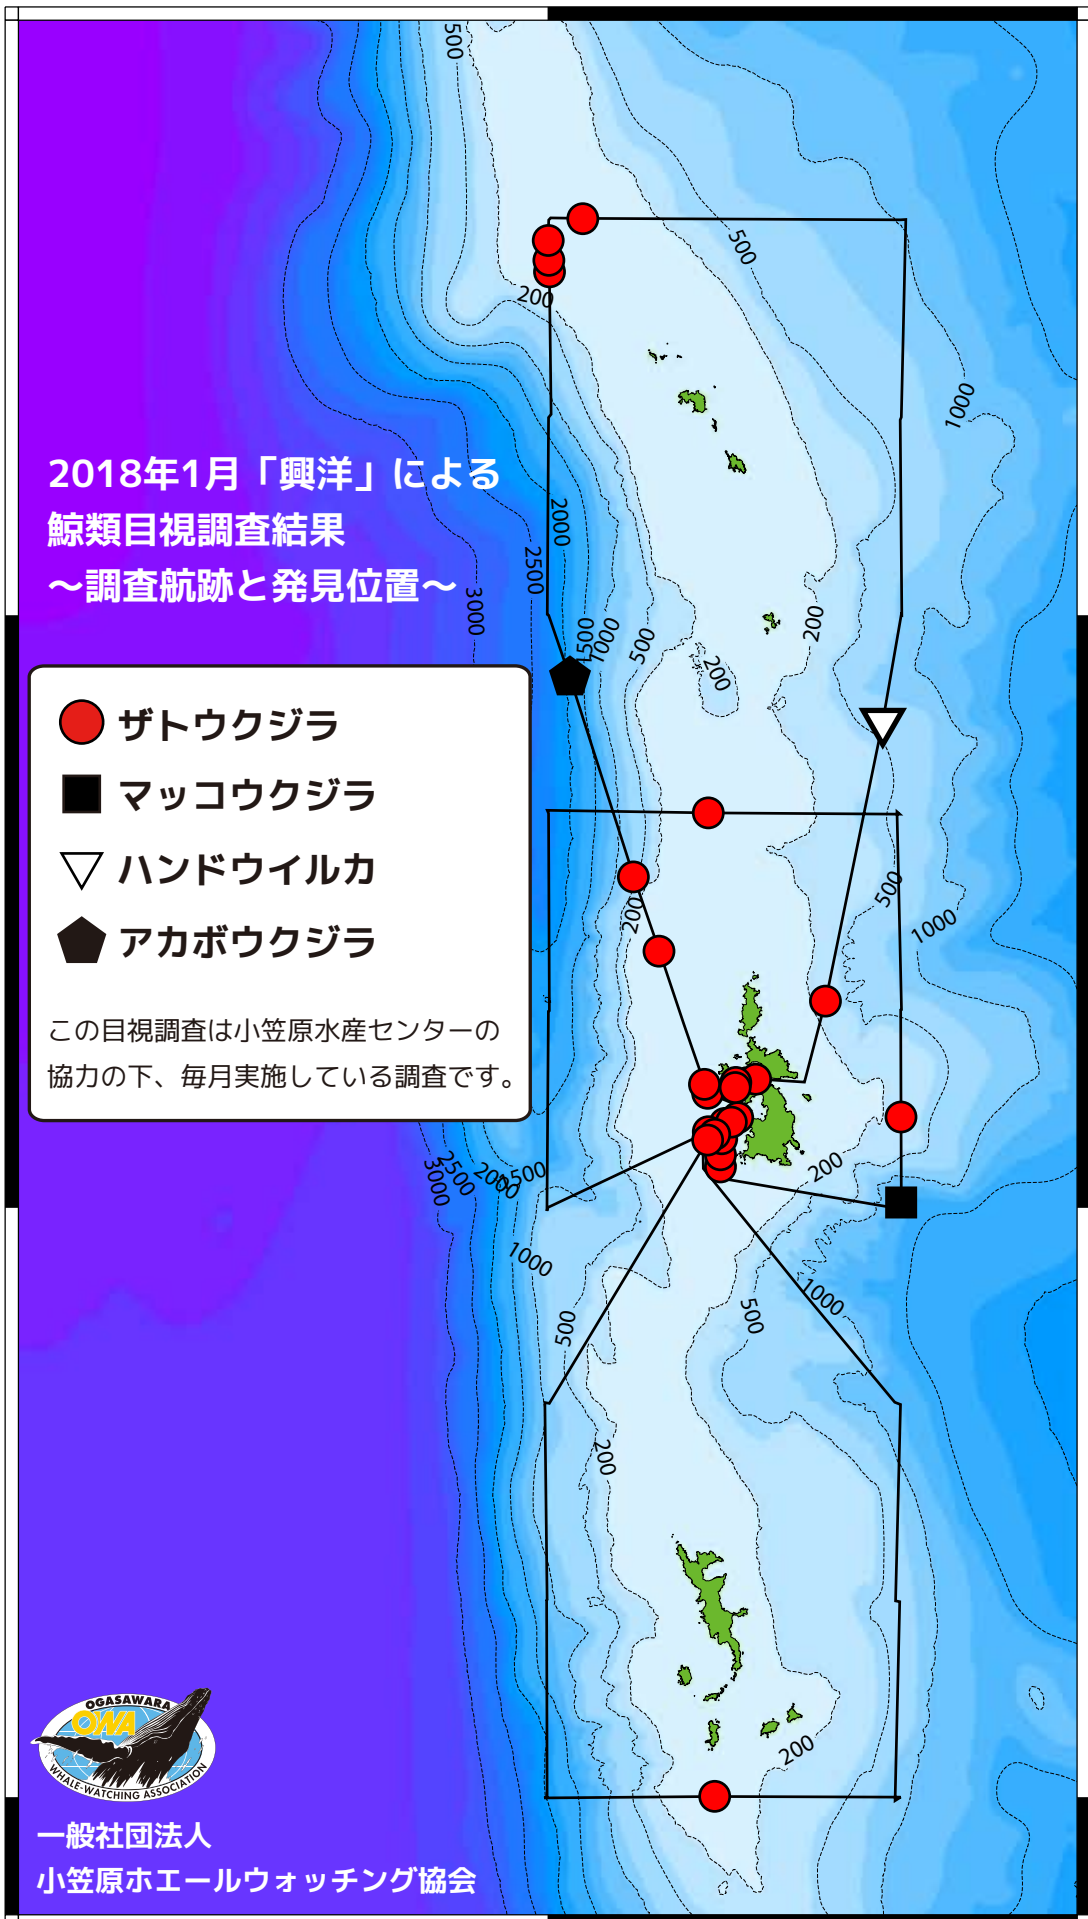 500
500
200
1000
2018年1月「興洋」による
鯨類目視調査結果
～調査航跡と発見位置～
2000
2500
3000
1500
1000
500
200
200
ザトウクジラ
マッコウクジラ
ハンドウイルカ
アカボウクジラ
この目視調査は小笠原水産センターの
協力の下、毎月実施している調査です。
200
500
1000
3000
2500
2000
1500
200
1000
500
500
1000
200
200
OGASAWARA
OWA
WHALE-WATCHING ASSOCIATION
一般社団法人
小笠原ホエールウォッチング協会